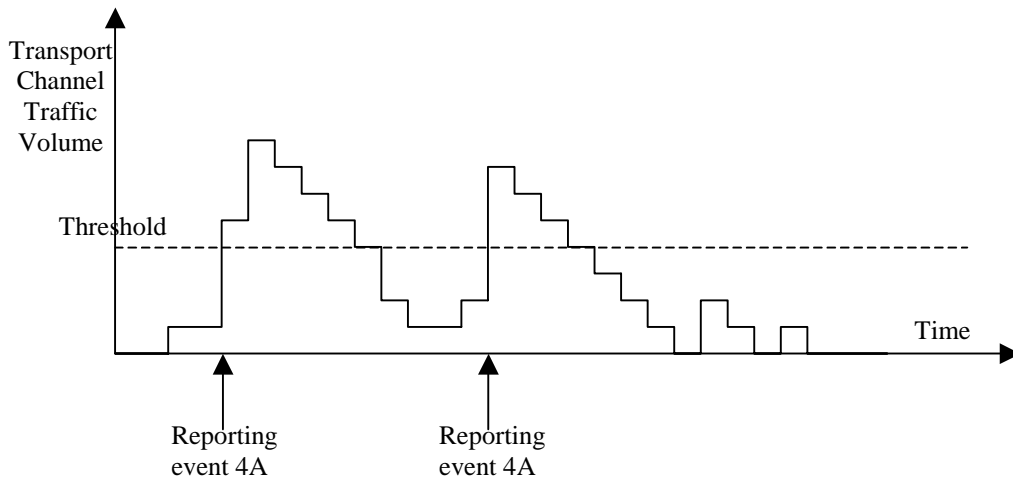 Transport
Channel
Traffic
Volume
Threshold
Time
Reporting
event 4A
Reporting
event 4A